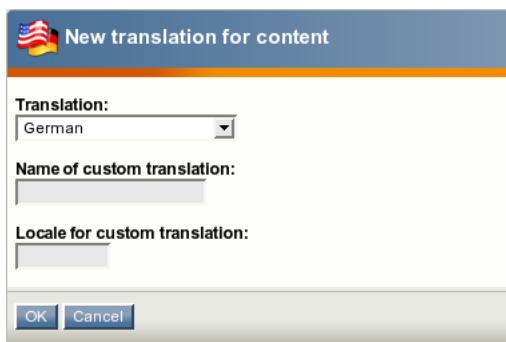 New translation for content
Translation:
German
Name of custom translation:
Locale for custom translation:
OK Cancel